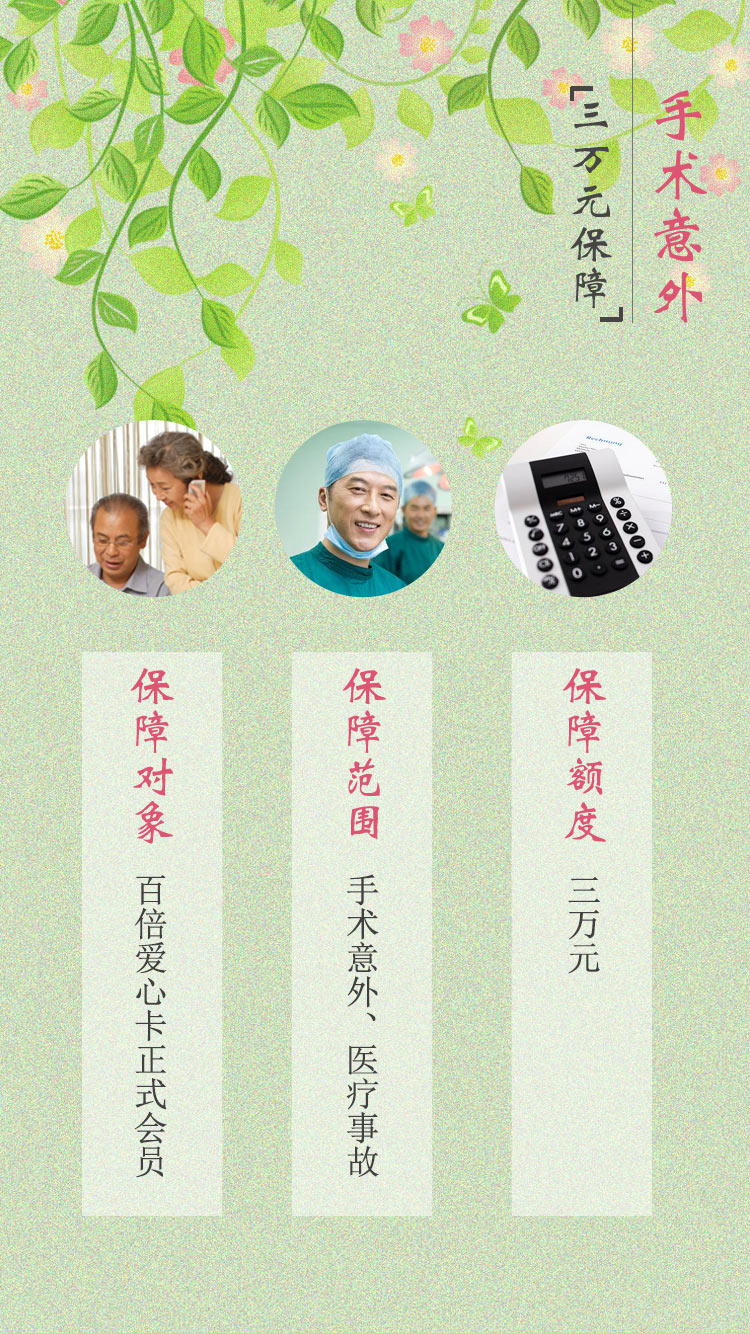 手术意外
「三万元保障」
Rechnung
保障额度
三万元
保障范围
手术意外、医疗事故
保障对象
百倍爱心卡正式会员